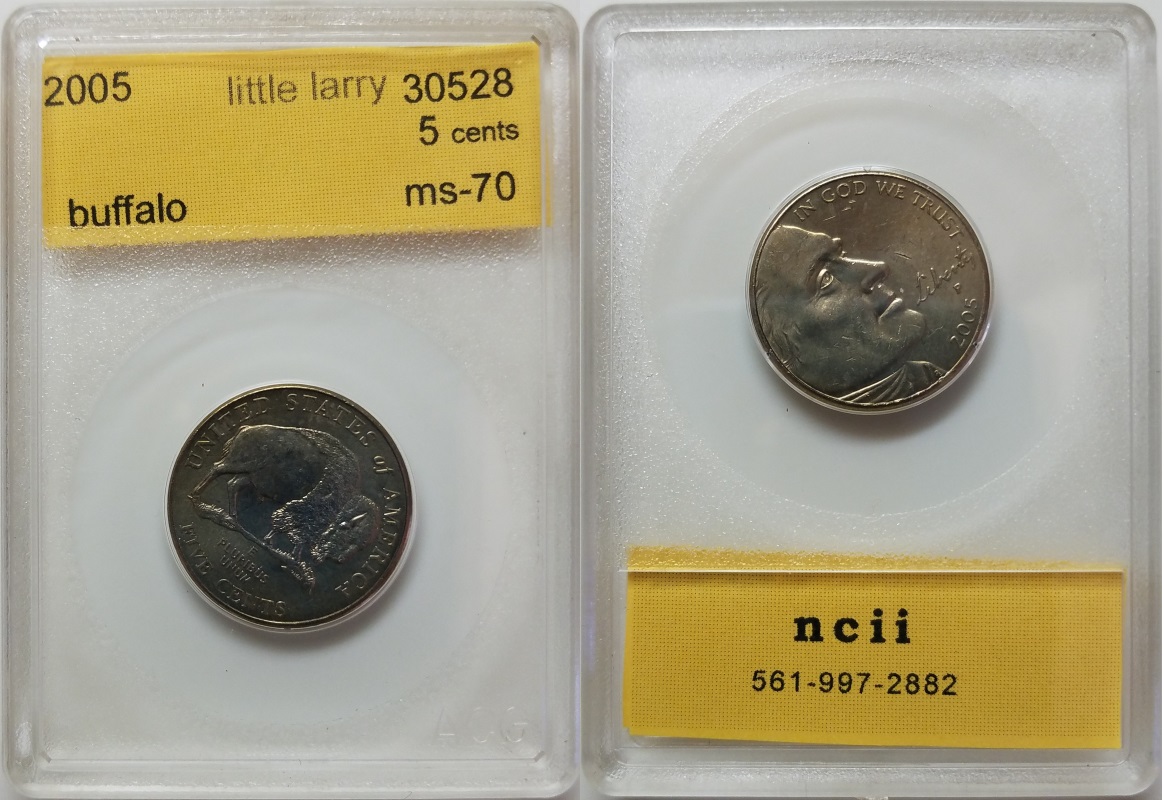 2005 little larry 30528
5 cents
buffalo ms-70
UNITED STATES of AMERICA
E
PLURIBUS
UNUM
FIVE CENTS
ACG
IN GOD WE TRUST
Liberty
P
2005
ncii
561-997-2882